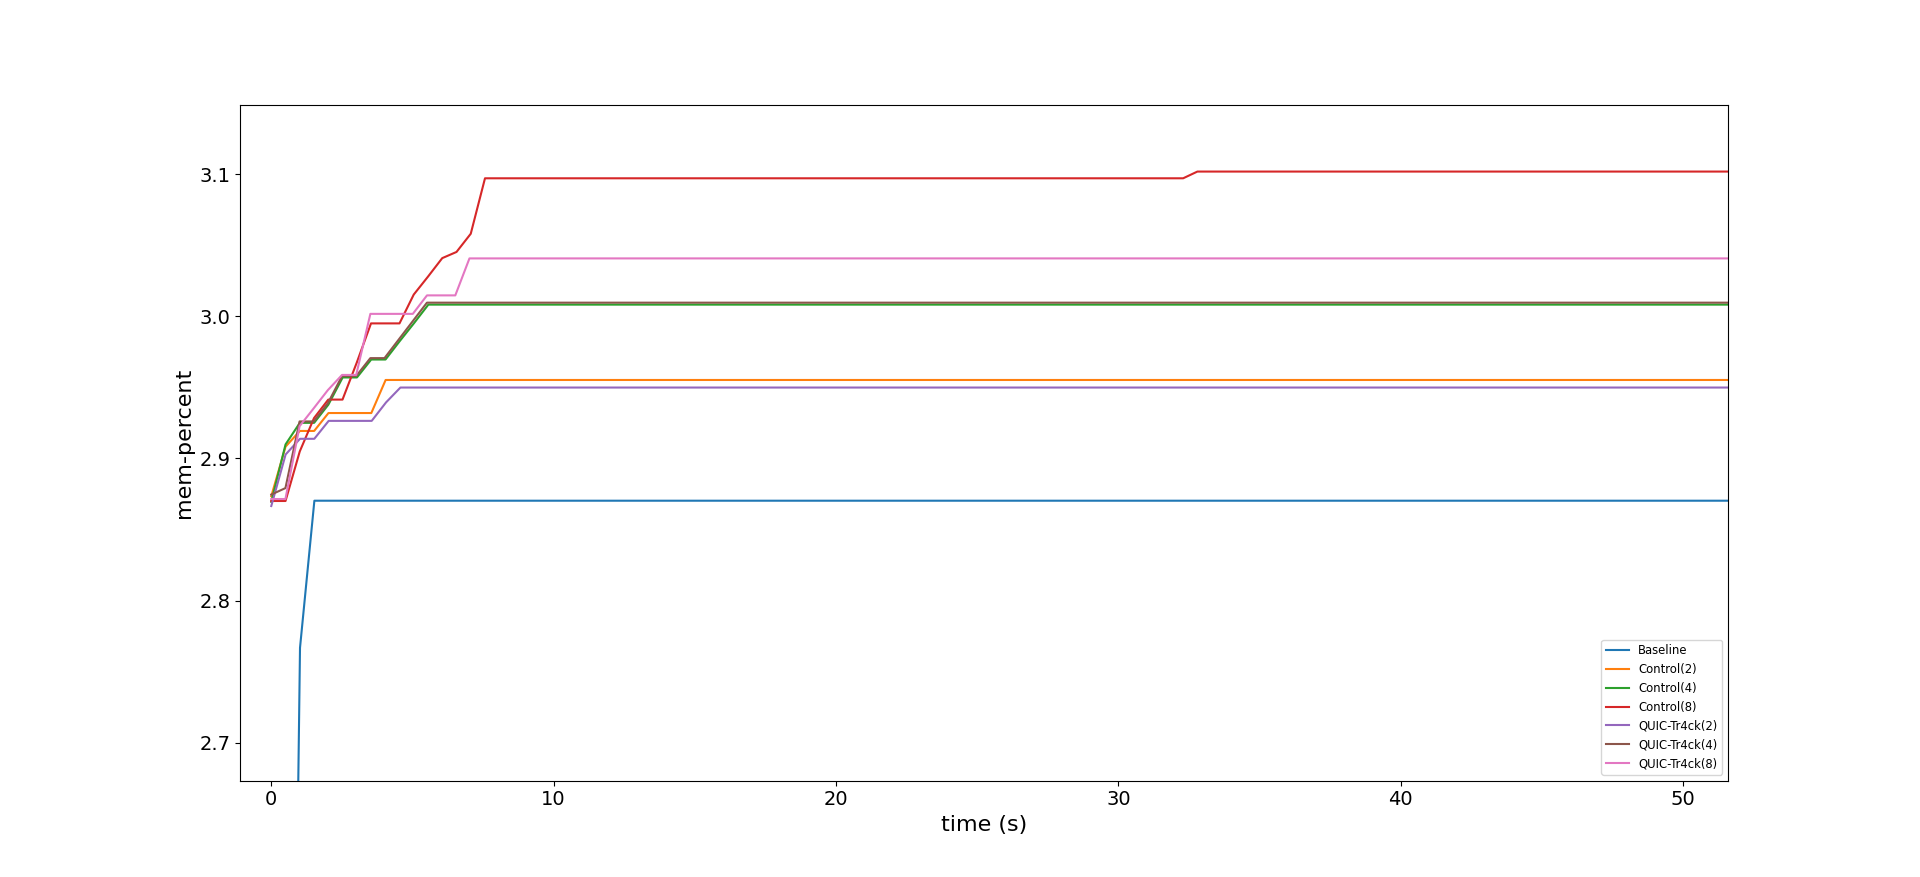 mem-percent
3.1
3.0
2.9
2.8
2.7
0 10 20 30 40 50
time (s)
Baseline
Control(2)
Control(4)
Control(8)
QUIC-Tr4ck(2)
QUIC-Tr4ck(4)
QUIC-Tr4ck(8)